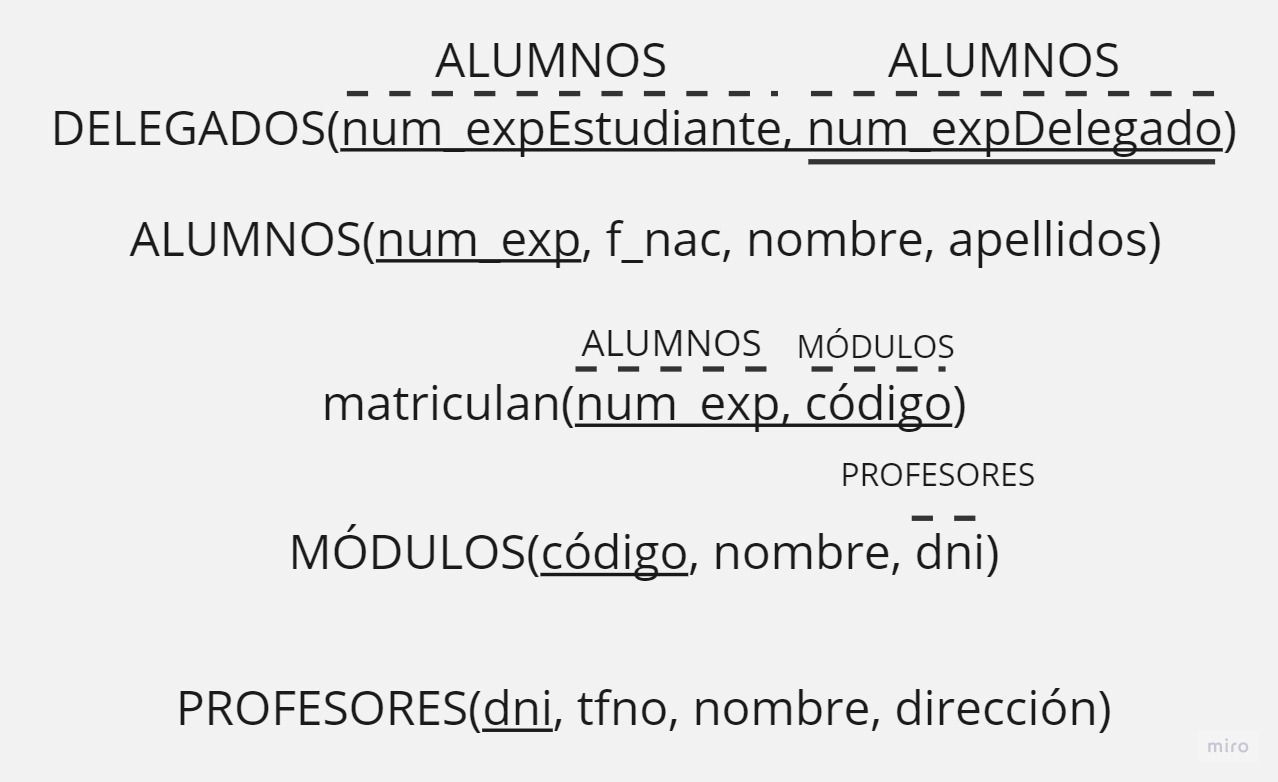 ALUMNOS ALUMNOS
DELEGADOS(num_expEstudiante, num_expDelegado)
ALUMNOS(num_exp, f_nac, nombre, apellidos)
ALUMNOS MÓDULOS
matriculan(num_exp, código)
PROFESORES
MÓDULOS(código, nombre, dni)
PROFESORES(dni, tfno, nombre, dirección)
miro